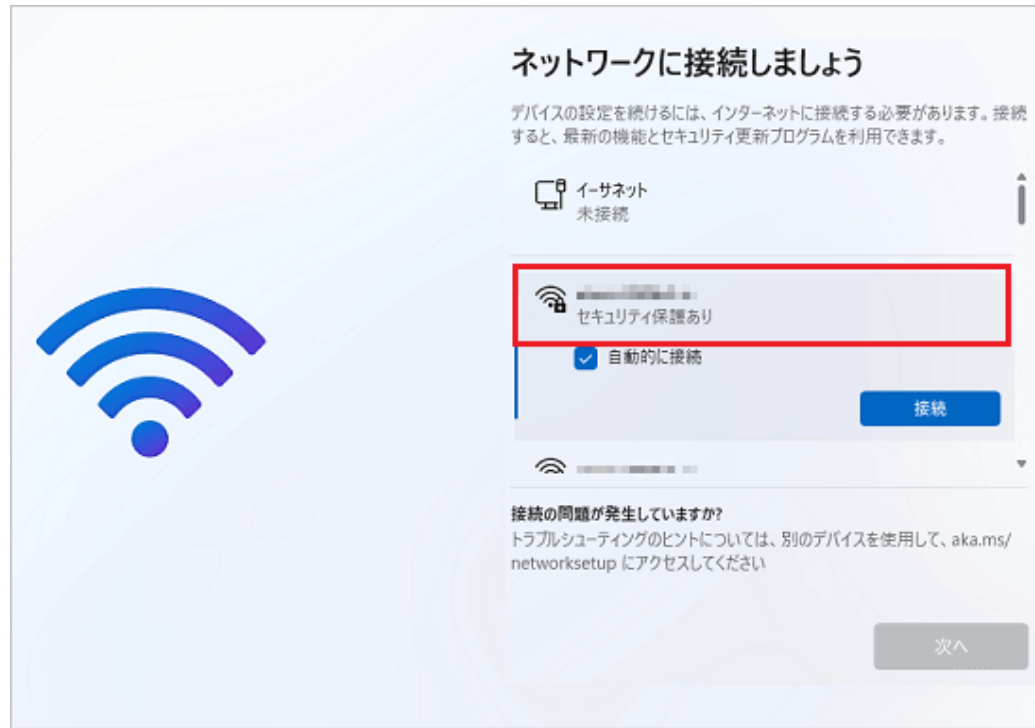 ネットワークに接続しましょう
デバイスの設定を続けるには、インターネットに接続する必要があります。接続
すると、最新の機能とセキュリティ更新プログラムを利用できます。
イーサネット
未接続
セキュリティ保護あり
自動的に接続
接続
接続の問題が発生していますか?
トラブルシューティングのヒントについては、別のデバイスを使用して、aka.ms/
networksetup にアクセスしてください
次へ